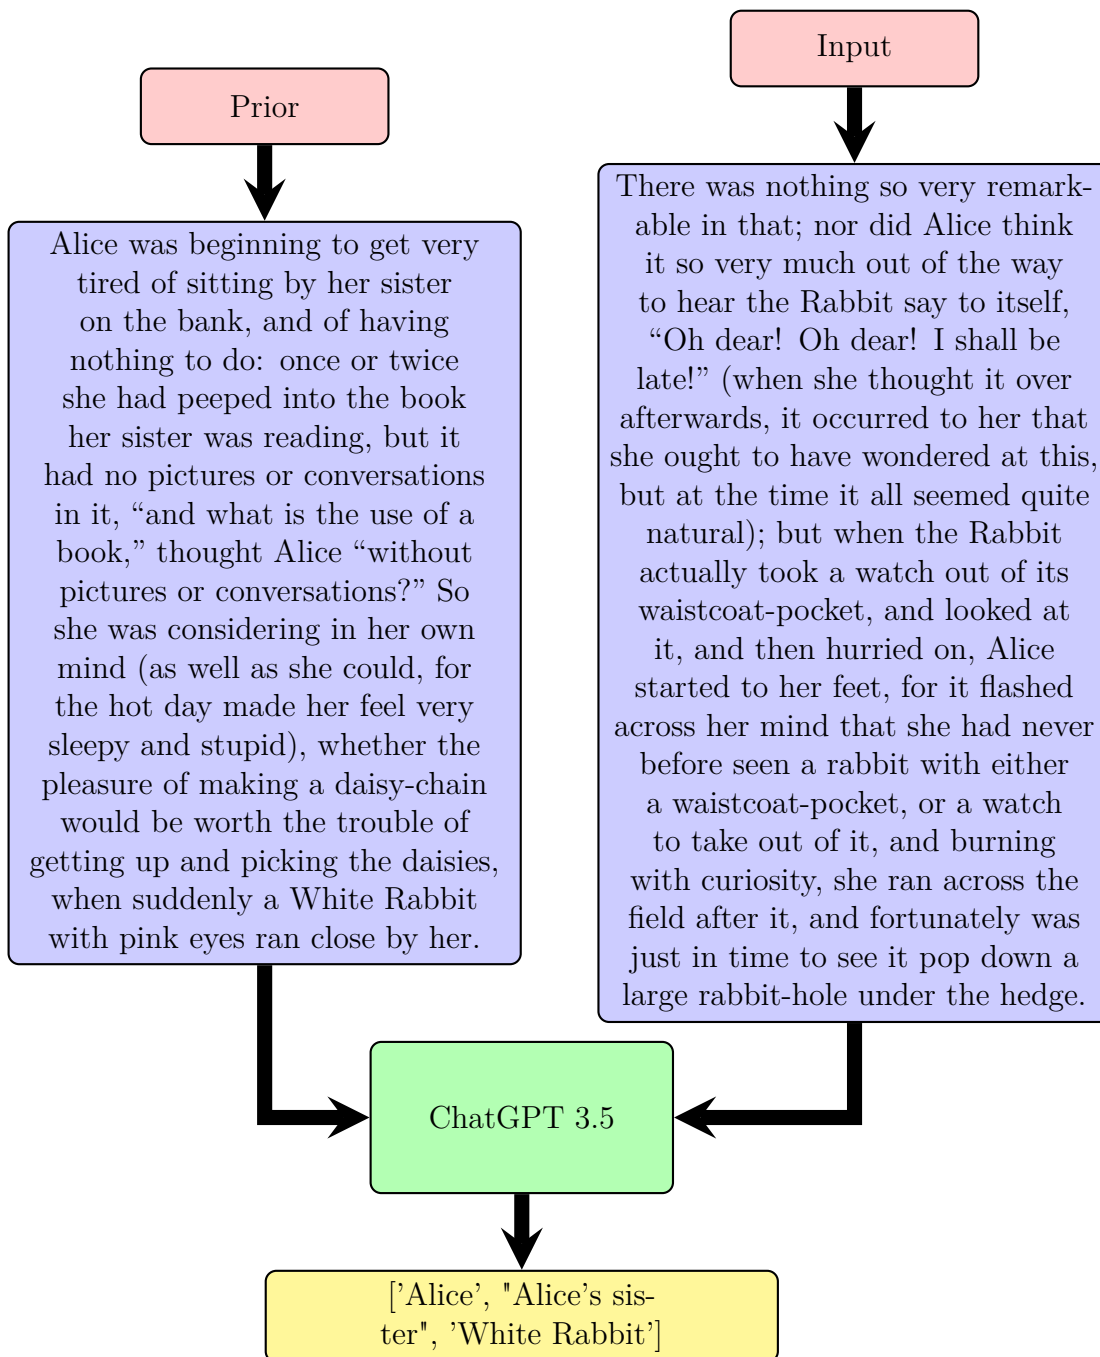 Prior
Alice was beginning to get very
tired of sitting by her sister
on the bank, and of having
nothing to do: once or twice
she had peeped into the book
her sister was reading, but it
had no pictures or conversations
in it, “and what is the use of a
book,” thought Alice “without
pictures or conversations?” So
she was considering in her own
mind (as well as she could, for
the hot day made her feel very
sleepy and stupid), whether the
pleasure of making a daisy-chain
would be worth the trouble of
getting up and picking the daisies,
when suddenly a White Rabbit
with pink eyes ran close by her.
Input
There was nothing so very remark-
able in that; nor did Alice think
it so very much out of the way
to hear the Rabbit say to itself,
“Oh dear! Oh dear! I shall be
late!” (when she thought it over
afterwards, it occurred to her that
she ought to have wondered at this,
but at the time it all seemed quite
natural); but when the Rabbit
actually took a watch out of its
waistcoat-pocket, and looked at
it, and then hurried on, Alice
started to her feet, for it flashed
across her mind that she had never
before seen a rabbit with either
a waistcoat-pocket, or a watch
to take out of it, and burning
with curiosity, she ran across the
field after it, and fortunately was
just in time to see it pop down a
large rabbit-hole under the hedge.
ChatGPT 3.5
[’Alice’, "Alice’s sis-
ter", ’White Rabbit’]